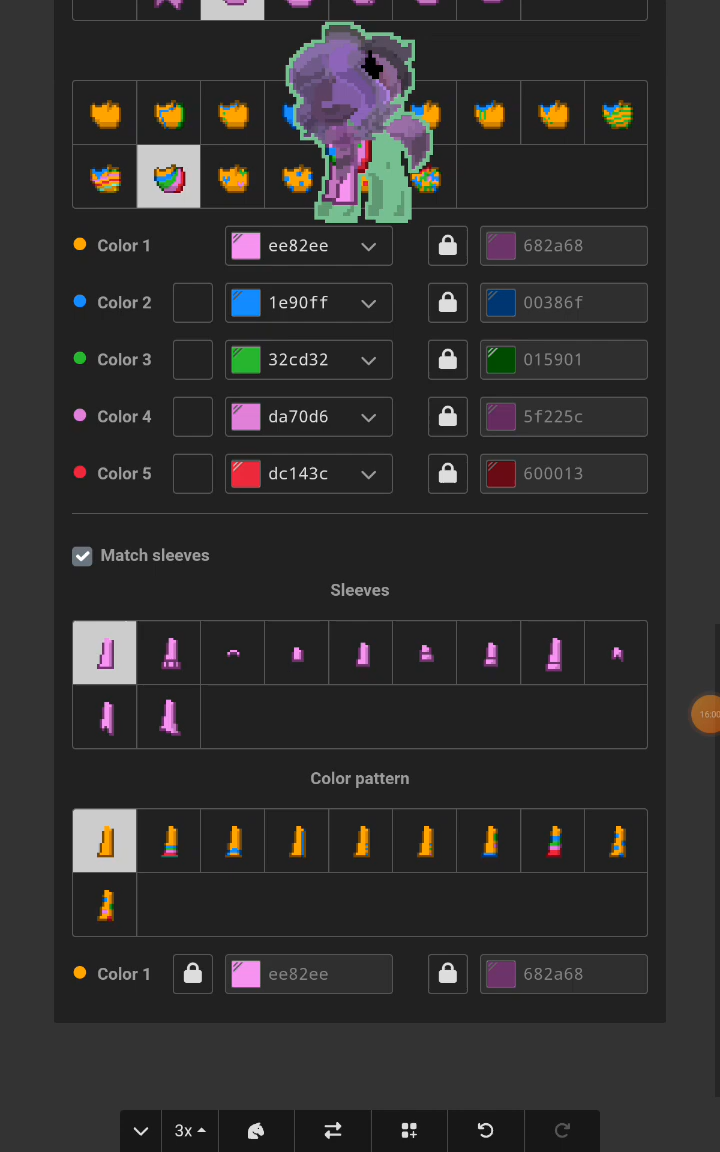 Color 1 ee82ee 682a68
Color 2 1e90ff 00386f
Color 3 32cd32 015901
Color 4 da70d6 5f225c
Color 5 dc143c 600013
Match sleeves
Sleeves
16:00
Color pattern
Color 1 ee82ee 682a68
3x